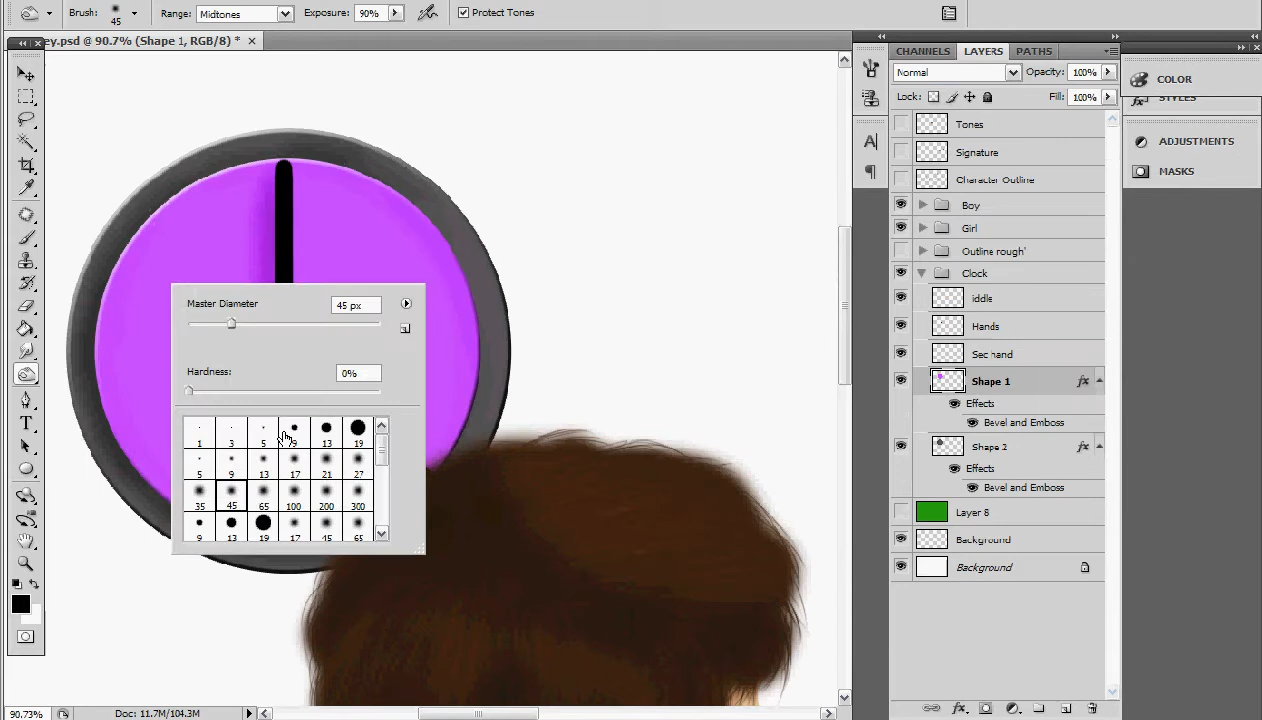 Brush: 45 Range: Midtones Exposure: 90% Protect Tones
ey.psd @ 90.7% (Shape 1, RGB/8) *
CHANNELS LAYERS PATHS
Normal Opacity: 100%
Lock: Fill: 100%
COLOR
STYLES
ADJUSTMENTS
MASKS
Tones
Signature
Character Outline
Boy
Girl
Outline rough'
Clock
iddle
Hands
Sec hand
Shape 1 fx
Effects
Bevel and Emboss
Shape 2 fx
Effects
Bevel and Emboss
Layer 8
Background
Background
Master Diameter 45 px
Hardness: 0%
1 3 5 9 13 19
5 9 13 17 21 27
35 45 65 100 200 300
9 13 19 17 45 65
90.73% Doc: 11.7M/104.3M